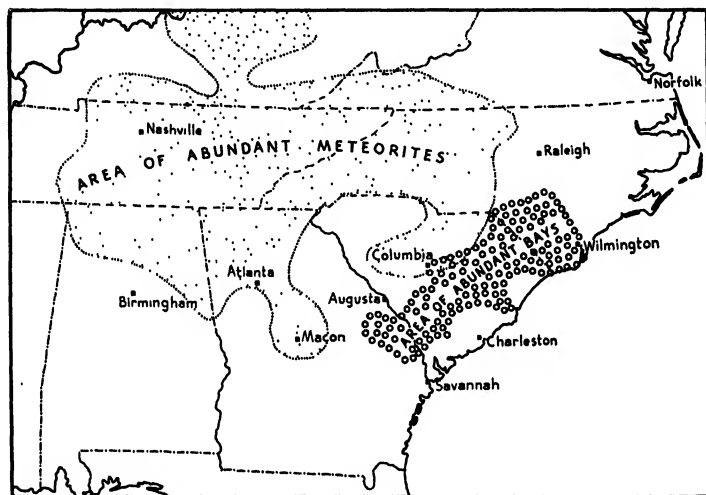 Norfolk
Nashville
AREA OF ABUNDANT METEORITES
Raleigh
Columbia
Wilmington
AREA OF ABUNDANT BAYS
Atlanta
Birmingham
Augusta
Macon
Charleston
Savannah